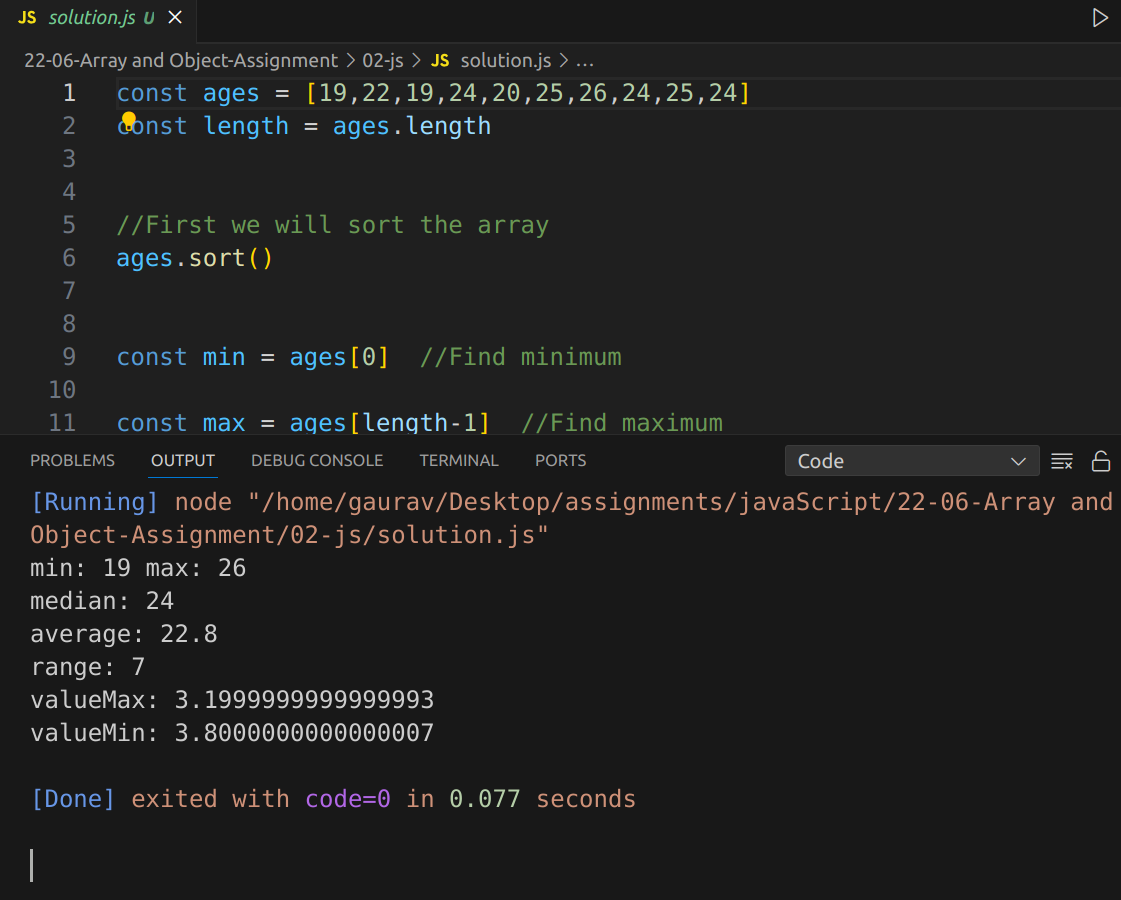 JS solution.js U
22-06-Array and Object-Assignment > 02-js > JS solution.js > ...
1 const ages = [19,22,19,24,20,25,26,24,25,24]
2 const length = ages.length
3
4
5 //First we will sort the array
6 ages.sort()
7
8
9 const min = ages[0]  //Find minimum
10
11 const max = ages[length-1]  //Find maximum
PROBLEMS OUTPUT DEBUG CONSOLE TERMINAL PORTS Code
[Running] node "/home/gaurav/Desktop/assignments/javaScript/22-06-Array and
Object-Assignment/02-js/solution.js"
min: 19 max: 26
median: 24
average: 22.8
range: 7
valueMax: 3.1999999999999993
valueMin: 3.8000000000000007
[Done] exited with code=0 in 0.077 seconds